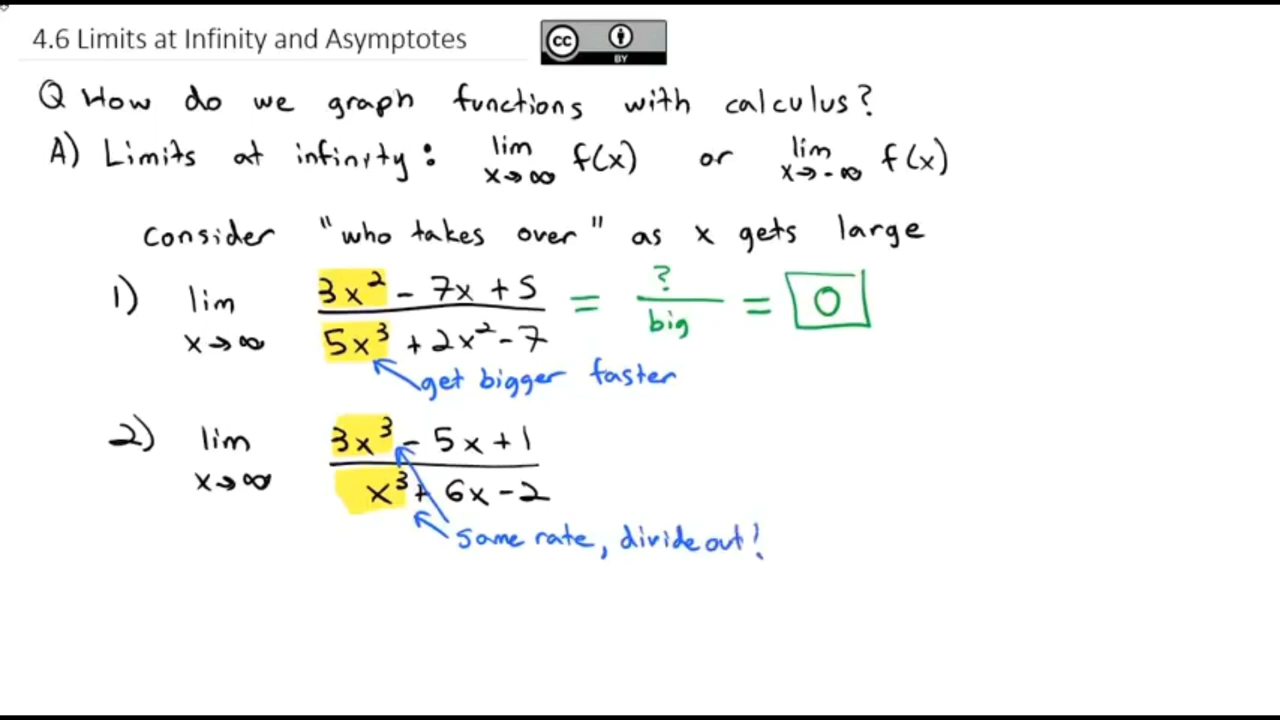 4.6 Limits at Infinity and Asymptotes
cc BY
Q How do we graph functions with calculus?
A) Limits at infinity: lim x→∞ f(x) or lim x→-∞ f(x)
consider "who takes over" as x gets large
1) lim x→∞ (3x² - 7x + 5)/(5x³ + 2x² - 7) = ?/big = 0
get bigger faster
2) lim x→∞ (3x³ - 5x + 1)/(x³ + 6x - 2)
same rate, divide out!